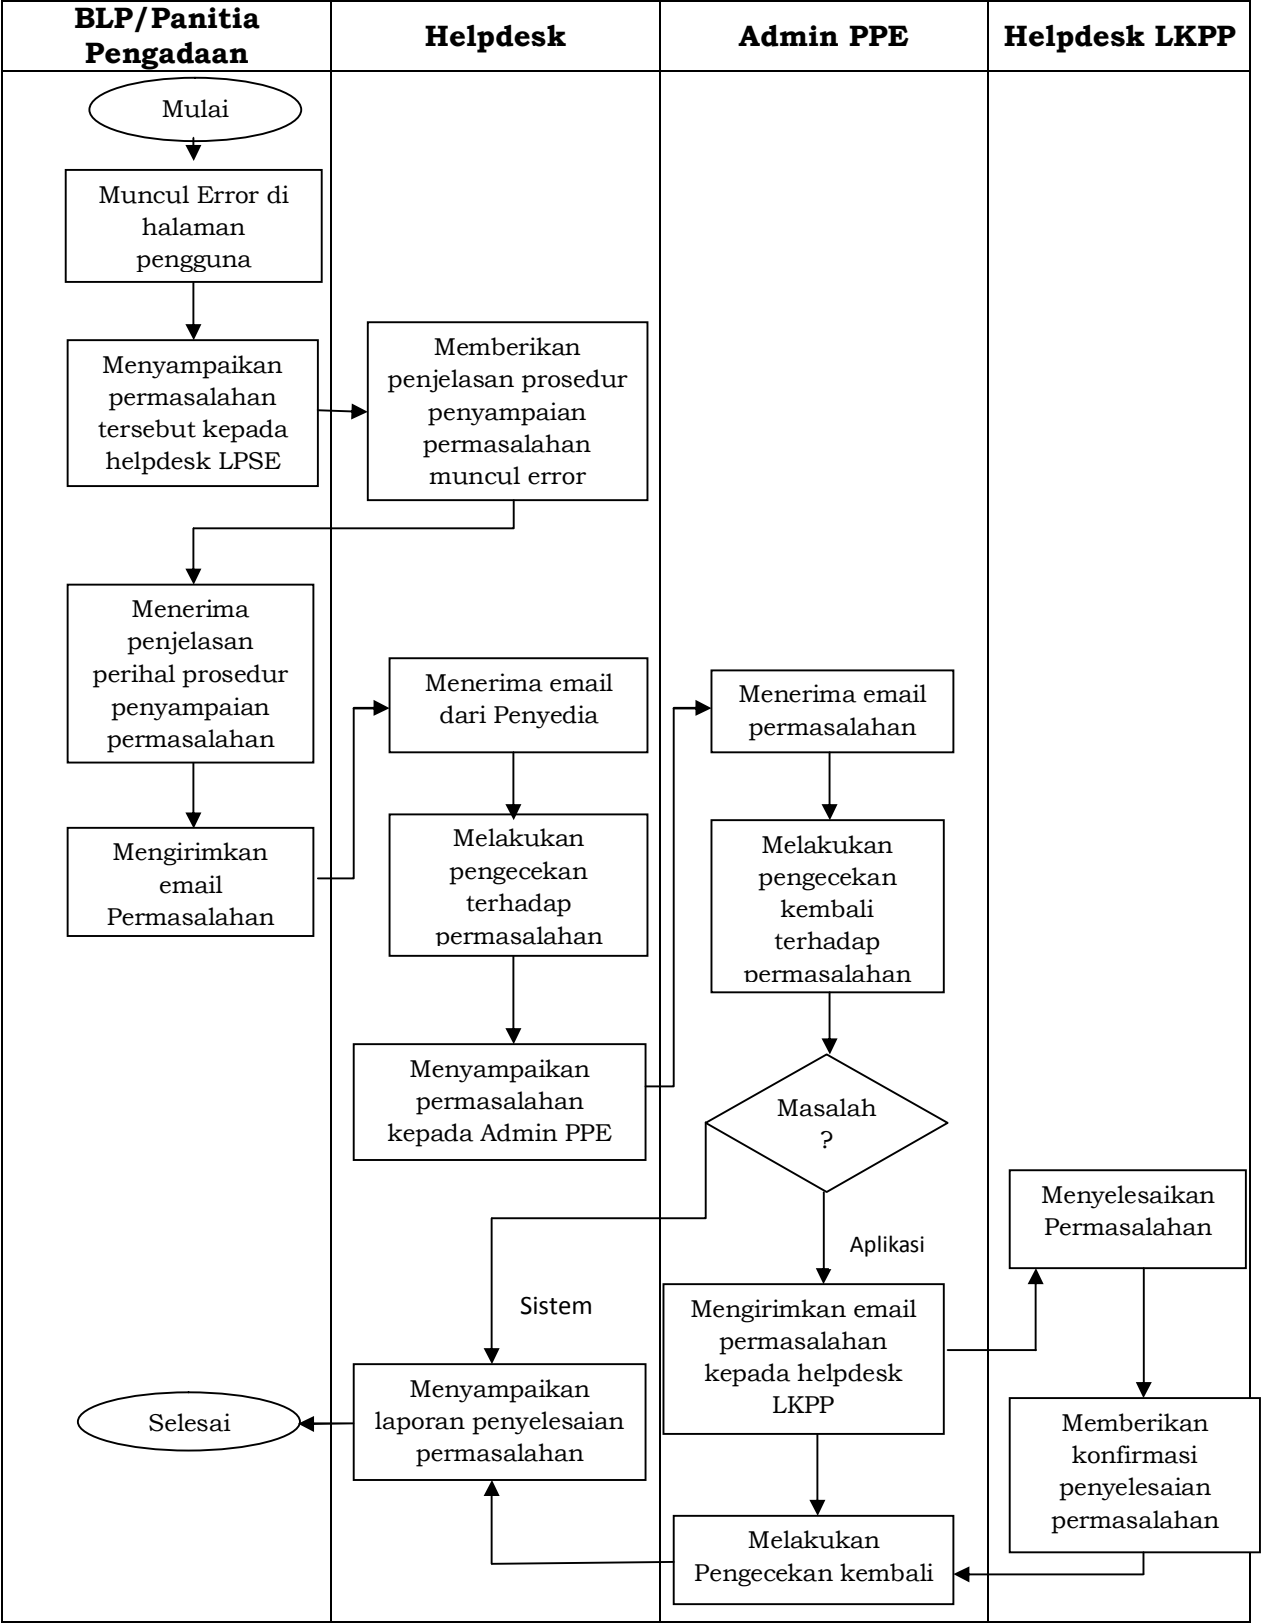 BLP/Panitia
Pengadaan
Helpdesk
Admin PPE
Helpdesk LKPP
Mulai
Muncul Error di
halaman
pengguna
Menyampaikan
permasalahan
tersebut kepada
helpdesk LPSE
Memberikan
penjelasan prosedur
penyampaian
permasalahan
muncul error
Menerima
penjelasan
perihal prosedur
penyampaian
permasalahan
Mengirimkan
email
Permasalahan
Menerima email
dari Penyedia
Melakukan
pengecekan
terhadap
permasalahan
Menyampaikan
permasalahan
kepada Admin PPE
Menerima email
permasalahan
Melakukan
pengecekan
kembali
terhadap
permasalahan
Masalah
?
Aplikasi
Sistem
Mengirimkan email
permasalahan
kepada helpdesk
LKPP
Menyelesaikan
Permasalahan
Memberikan
konfirmasi
penyelesaian
permasalahan
Melakukan
Pengecekan kembali
Menyampaikan
laporan penyelesaian
permasalahan
Selesai